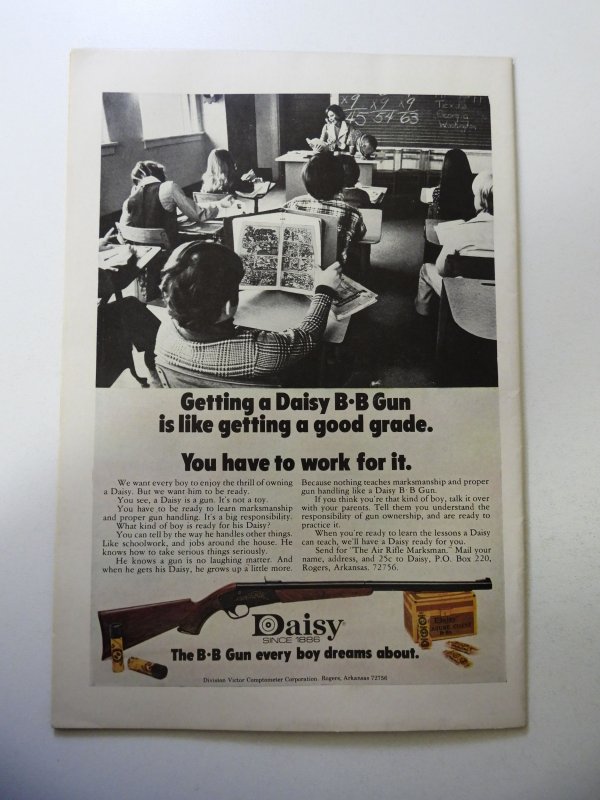 x9 x9 x9
45 54 63
Texas
Georgia
Washington
Getting a Daisy B·B Gun
is like getting a good grade.
You have to work for it.
We want every boy to enjoy the thrill of owning
a Daisy. But we want him to be ready.
You see, a Daisy is a gun. It's not a toy.
You have to be ready to learn marksmanship
and proper gun handling. It's a big responsibility.
What kind of boy is ready for his Daisy?
You can tell by the way he handles other things.
Like schoolwork, and jobs around the house. He
knows how to take serious things seriously.
He knows a gun is no laughing matter. And
when he gets his Daisy, he grows up a little more.
Because nothing teaches marksmanship and proper
gun handling like a Daisy B·B Gun.
If you think you're that kind of boy, talk it over
with your parents. Tell them you understand the
responsibility of gun ownership, and are ready to
practice it.
When you're ready to learn the lessons a Daisy
can teach, we'll have a Daisy ready for you.
Send for "The Air Rifle Marksman." Mail your
name, address, and 25c to Daisy, P.O. Box 220,
Rogers, Arkansas. 72756.
Daisy
SINCE 1886
The B·B Gun every boy dreams about.
Division Victor Comptometer Corporation. Rogers, Arkansas 72756